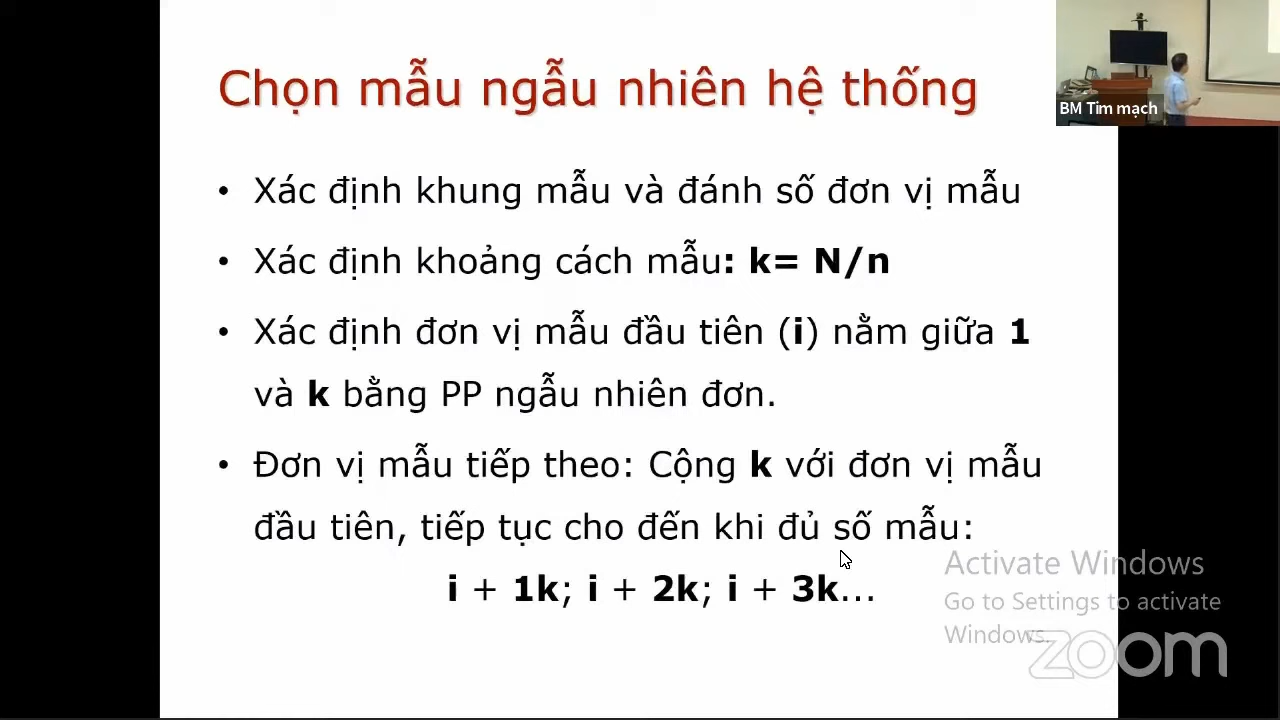 Chọn mẫu ngẫu nhiên hệ thống
BM Tim mạch
• Xác định khung mẫu và đánh số đơn vị mẫu
• Xác định khoảng cách mẫu: k= N/n
• Xác định đơn vị mẫu đầu tiên (i) nằm giữa 1
và k bằng PP ngẫu nhiên đơn.
• Đơn vị mẫu tiếp theo: Cộng k với đơn vị mẫu
đầu tiên, tiếp tục cho đến khi đủ số mẫu:
i + 1k; i + 2k; i + 3k...
Activate Windows
Go to Settings to activate
Windows.
zoom